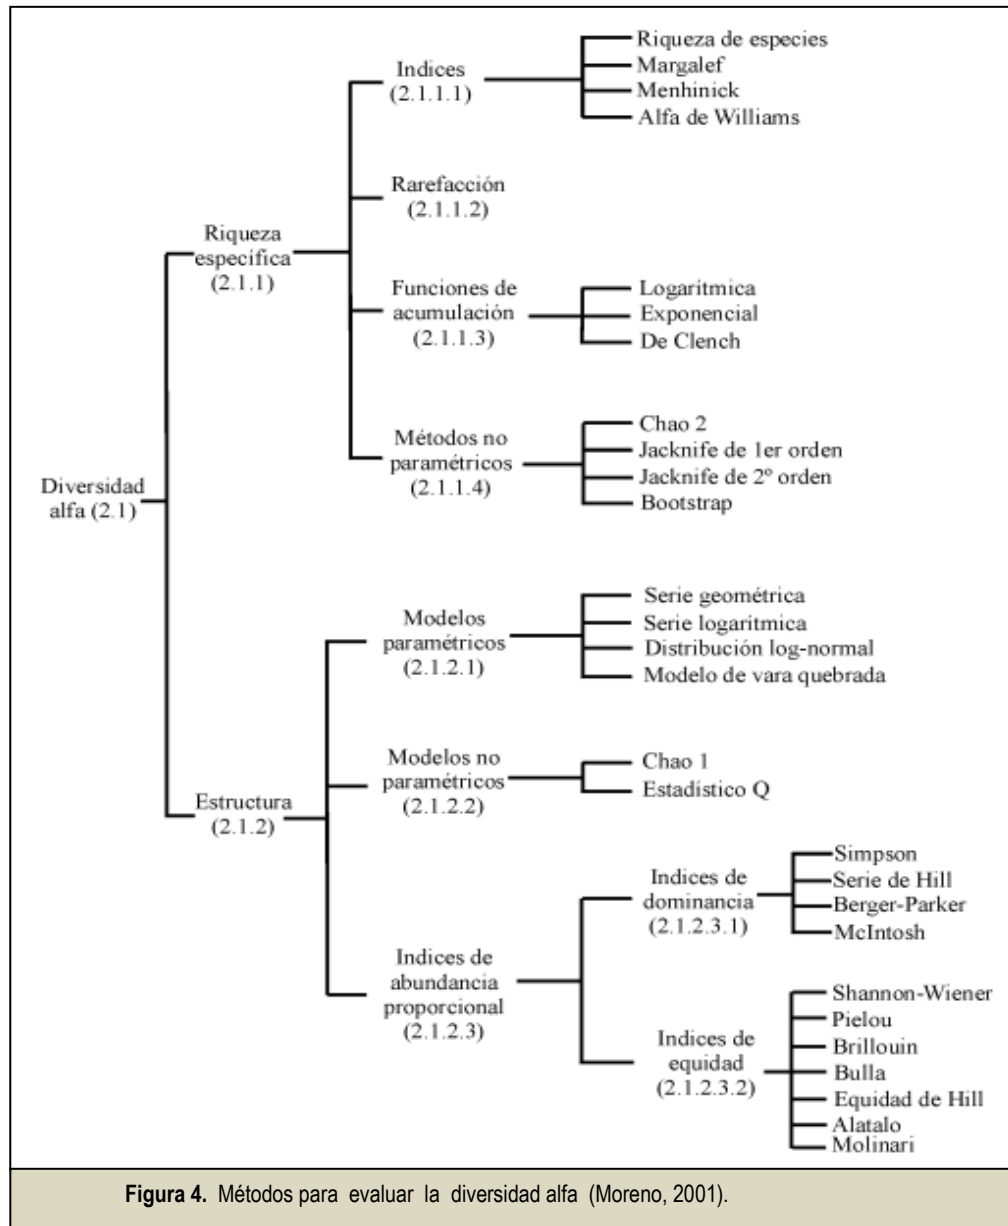 Riqueza de especies
Margalef
Menhinick
Alfa de Williams
Indices
(2.1.1.1)
Rarefacción
(2.1.1.2)
Riqueza
específica
(2.1.1)
Funciones de
acumulación
(2.1.1.3)
Logarítmica
Exponencial
De Clench
Métodos no
paramétricos
(2.1.1.4)
Chao 2
Jacknife de 1er orden
Jacknife de 2º orden
Bootstrap
Diversidad
alfa (2.1)
Modelos
paramétricos
(2.1.2.1)
Serie geométrica
Serie logarítmica
Distribución log-normal
Modelo de vara quebrada
Modelos no
paramétricos
(2.1.2.2)
Chao 1
Estadístico Q
Estructura
(2.1.2)
Indices de
abundancia
proporcional
(2.1.2.3)
Indices de
dominancia
(2.1.2.3.1)
Simpson
Serie de Hill
Berger-Parker
McIntosh
Indices de
equidad
(2.1.2.3.2)
Shannon-Wiener
Pielou
Brillouin
Bulla
Equidad de Hill
Alatalo
Molinari
Figura 4. Métodos para evaluar la diversidad alfa (Moreno, 2001).